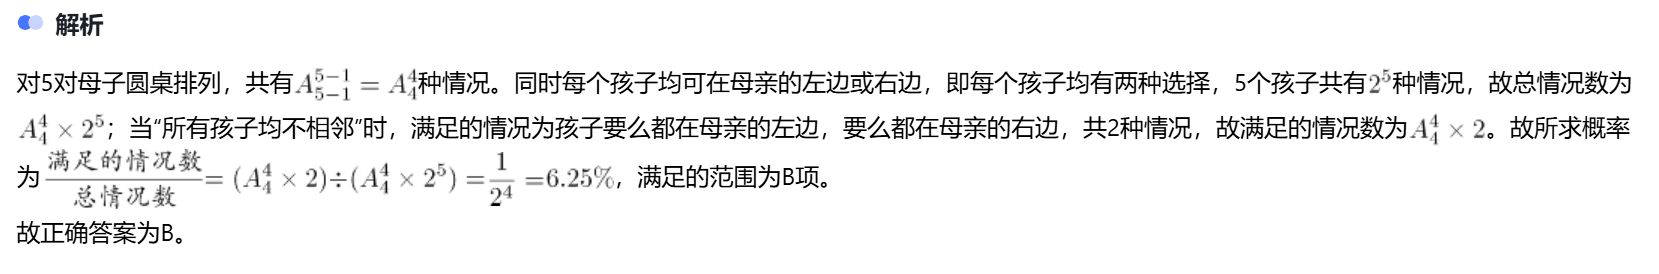 解析
对5对母子圆桌排列，共有$A_{5-1}^{5-1} = A_4^4$种情况。同时每个孩子均可在母亲的左边或右边，即每个孩子均有两种选择，5个孩子共有$2^5$种情况，故总情况数为
$A_4^4 \times 2^5$；当“所有孩子均不相邻”时，满足的情况为孩子要么都在母亲的左边，要么都在母亲的右边，共2种情况，故满足的情况数为$A_4^4 \times 2$。故所求概率
为$\frac{满足的情况数}{总情况数} = (A_4^4 \times 2) \div (A_4^4 \times 2^5) = \frac{1}{2^4} = 6.25\%$，满足的范围为B项。
故正确答案为B。